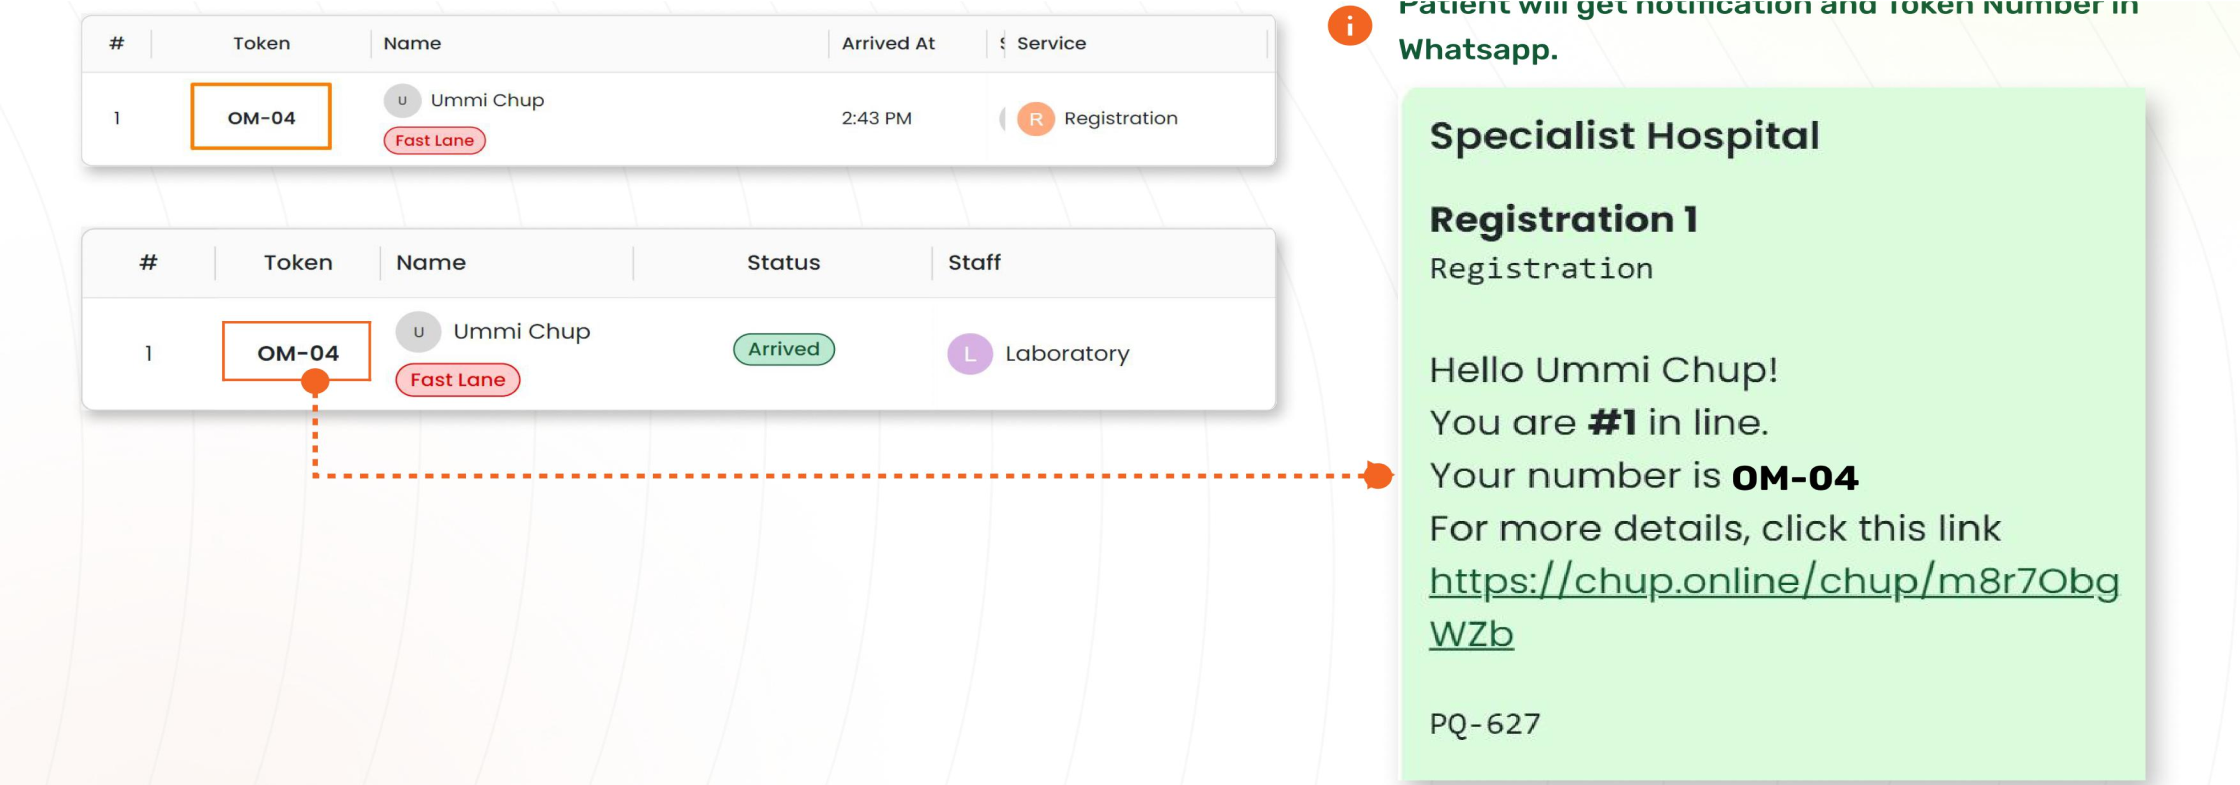 # Token Name Arrived At Service
1 OM-04 U Ummi Chup 2:43 PM R Registration
Fast Lane
# Token Name Status Staff
1 OM-04 U Ummi Chup Arrived L Laboratory
Fast Lane
i
Patient will get notification and Token Number in
Whatsapp.
Specialist Hospital
Registration 1
Registration
Hello Ummi Chup!
You are #1 in line.
Your number is OM-04
For more details, click this link
https://chup.online/chup/m8r7Obg
WZb
PQ-627